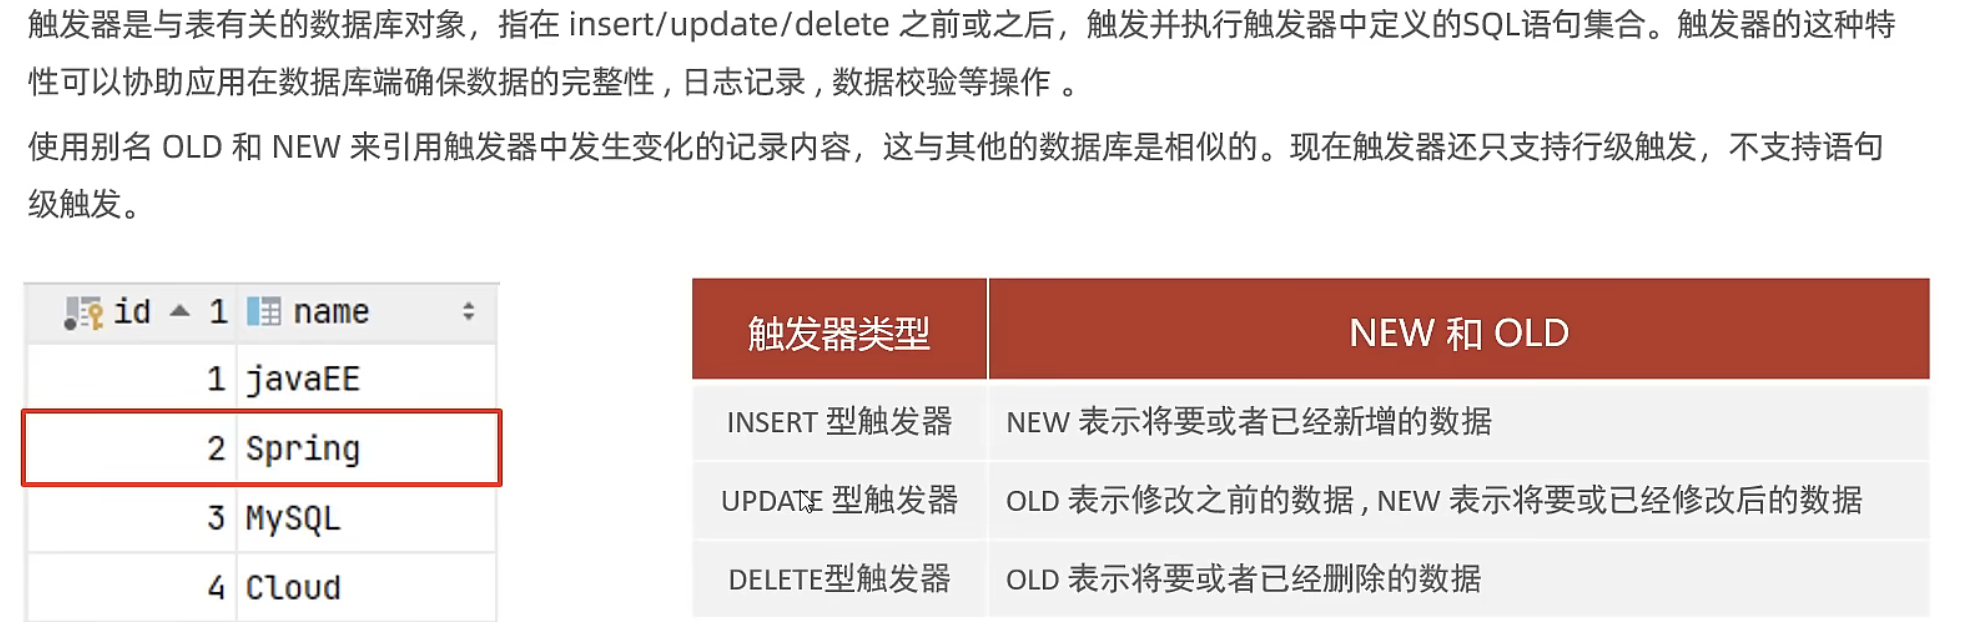 触发器是与表有关的数据库对象，指在 insert/update/delete 之前或之后，触发并执行触发器中定义的SQL语句集合。触发器的这种特
性可以协助应用在数据库端确保数据的完整性 , 日志记录 , 数据校验等操作 。
使用别名 OLD 和 NEW 来引用触发器中发生变化的记录内容，这与其他的数据库是相似的。现在触发器还只支持行级触发，不支持语句
级触发。
id 1 name
1 javaEE
2 Spring
3 MySQL
4 Cloud
触发器类型 NEW 和 OLD
INSERT 型触发器 NEW 表示将要或者已经新增的数据
UPDATE 型触发器 OLD 表示修改之前的数据 , NEW 表示将要或已经修改后的数据
DELETE型触发器 OLD 表示将要或者已经删除的数据